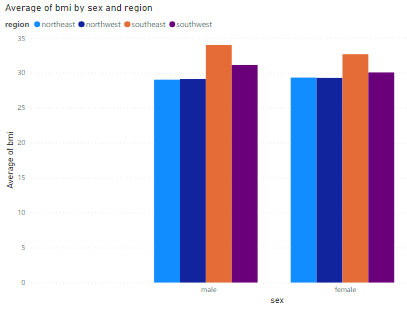 Average of bmi by sex and region
region northeast northwest southeast southwest
35
30
25
20
15
10
5
0
Average of bmi
male female
sex